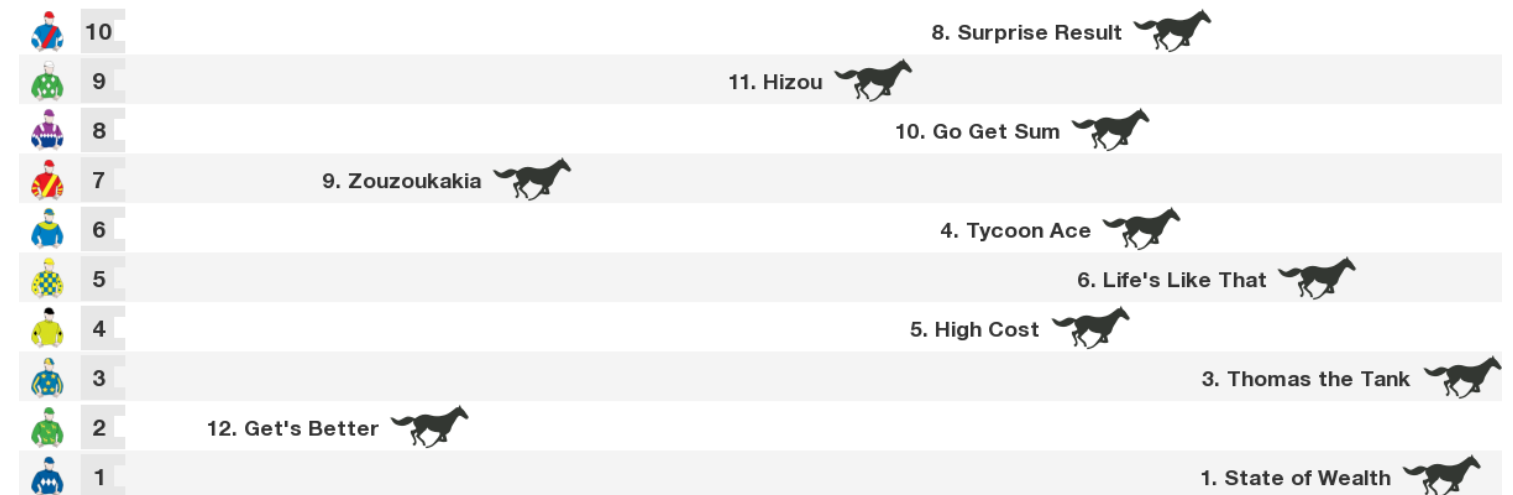 10 8. Surprise Result
9 11. Hizou
8 10. Go Get Sum
7 9. Zouzoukakia
6 4. Tycoon Ace
5 6. Life's Like That
4 5. High Cost
3 3. Thomas the Tank
2 12. Get's Better
1 1. State of Wealth